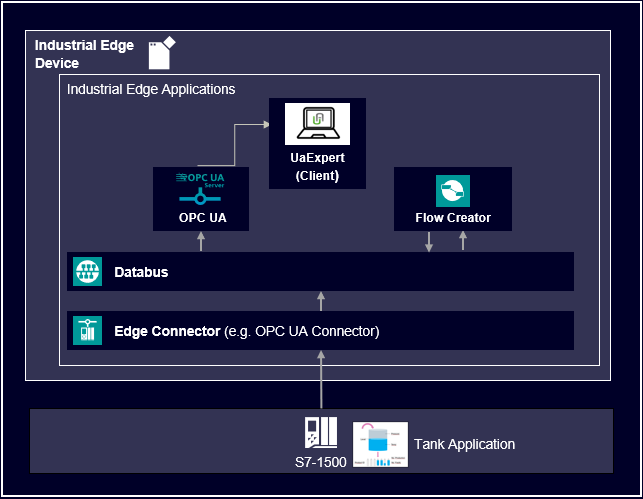 Industrial Edge
Device
Industrial Edge Applications
UaExpert
(Client)
OPC UA
Server
OPC UA
Flow Creator
Databus
Edge Connector (e.g. OPC UA Connector)
S7-1500
Tank Application